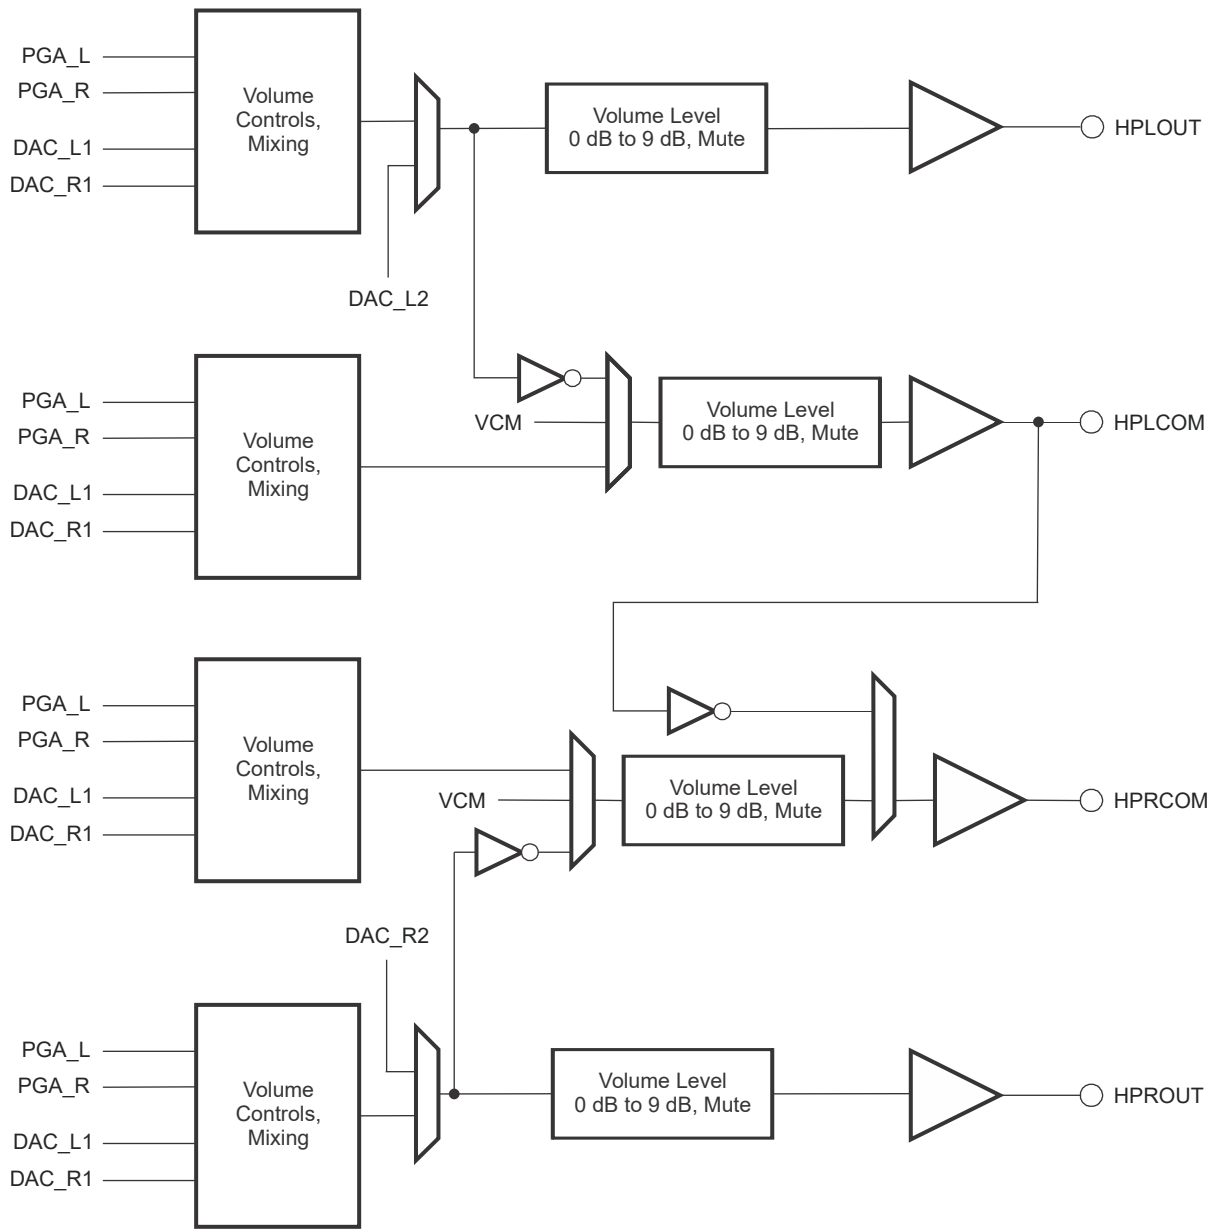 PGA_L
PGA_R
DAC_L1
DAC_R1
Volume
Controls,
Mixing
DAC_L2
Volume Level
0 dB to 9 dB, Mute
HPLOUT
PGA_L
PGA_R
DAC_L1
DAC_R1
Volume
Controls,
Mixing
VCM
Volume Level
0 dB to 9 dB, Mute
HPLCOM
PGA_L
PGA_R
DAC_L1
DAC_R1
Volume
Controls,
Mixing
VCM
Volume Level
0 dB to 9 dB, Mute
HPRCOM
DAC_R2
PGA_L
PGA_R
DAC_L1
DAC_R1
Volume
Controls,
Mixing
Volume Level
0 dB to 9 dB, Mute
HPROUT